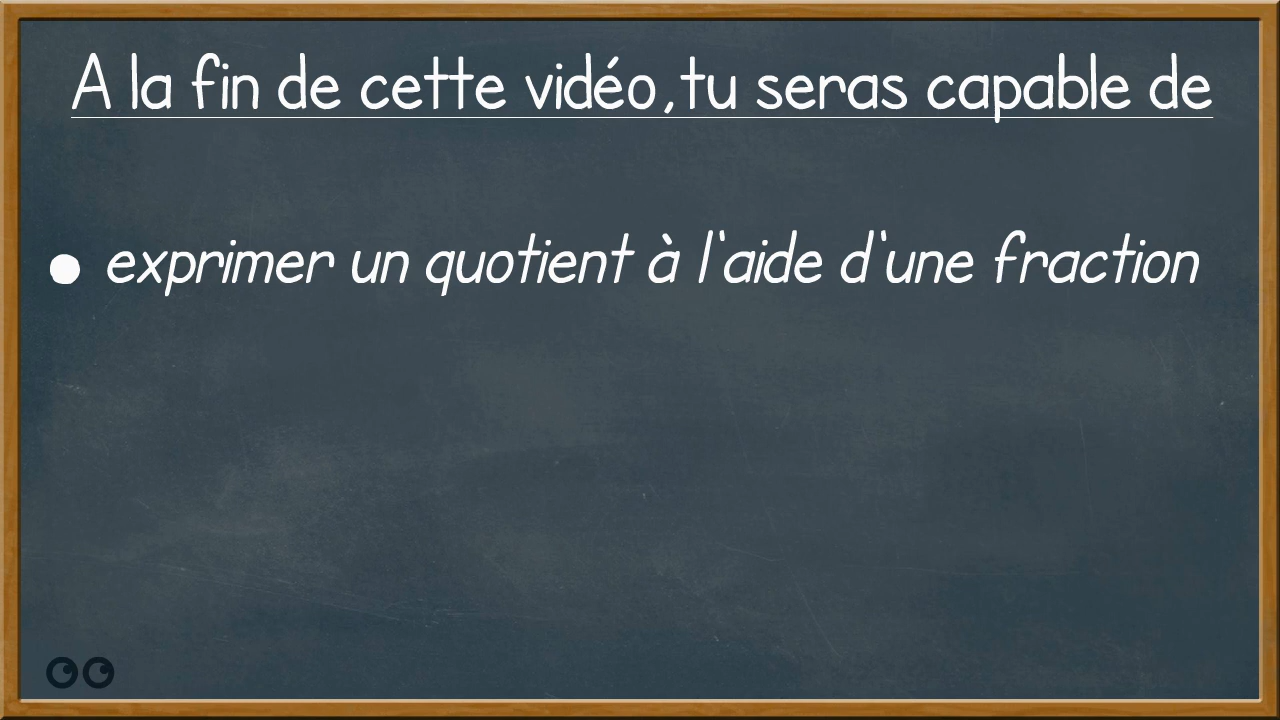 A la fin de cette vidéo,tu seras capable de
exprimer un quotient à l'aide d'une fraction